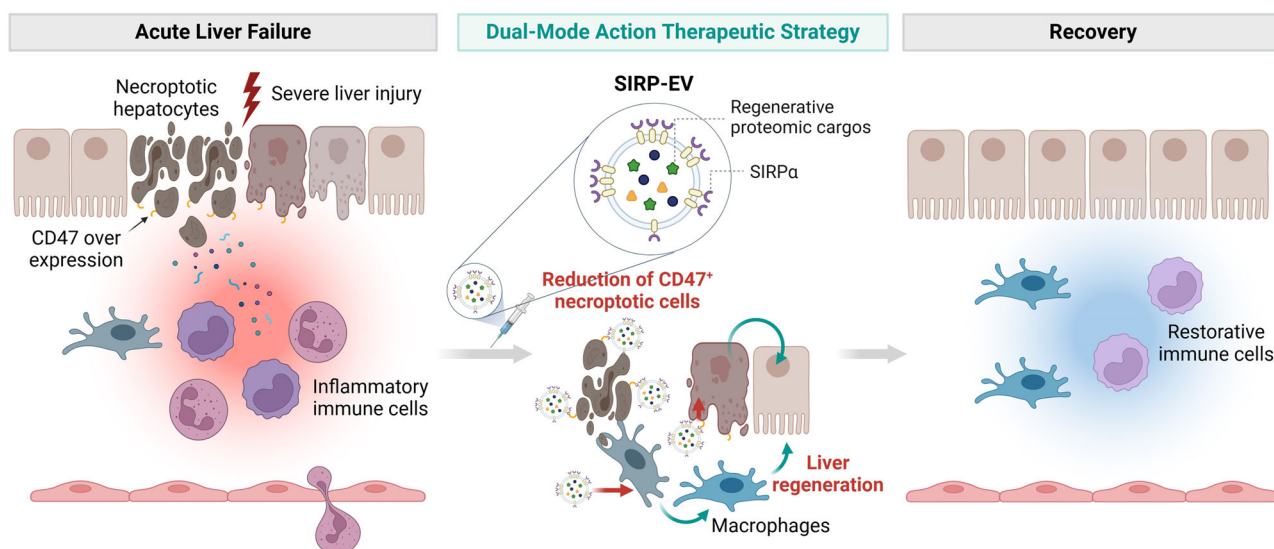 Acute Liver Failure
Necroptotic
hepatocytes
Severe liver injury
CD47 over
expression
Inflammatory
immune cells
Dual-Mode Action Therapeutic Strategy
SIRP-EV
Regenerative
proteomic cargos
SIRPα
Reduction of CD47⁺
necroptotic cells
Liver
regeneration
Macrophages
Recovery
Restorative
immune cells